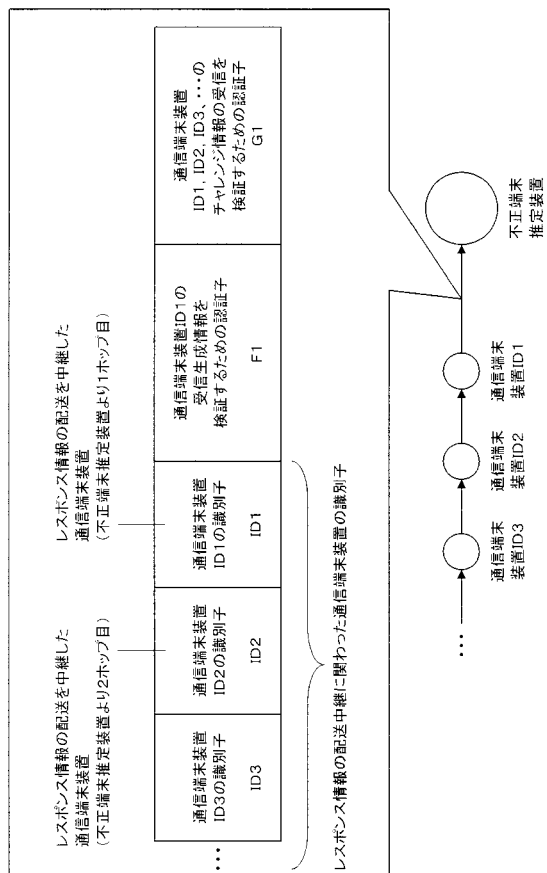 レスポンス情報の配送を中継した
通信端末装置
(不正端末推定装置より2ホップ目)
レスポンス情報の配送を中継した
通信端末装置
(不正端末推定装置より1ホップ目)
・・・
通信端末装置
ID3の識別子
ID3
通信端末装置
ID2の識別子
ID2
通信端末装置
ID1の識別子
ID1
通信端末装置ID1の
受信生成情報を
検証するための認証子
F1
通信端末装置
ID1, ID2, ID3、・・・の
チャレンジ情報の受信を
検証するための認証子
G1
レスポンス情報の配送中継に関わった通信端末装置の識別子
・・・
通信端末
装置ID3
通信端末
装置ID2
通信端末
装置ID1
不正端末
推定装置